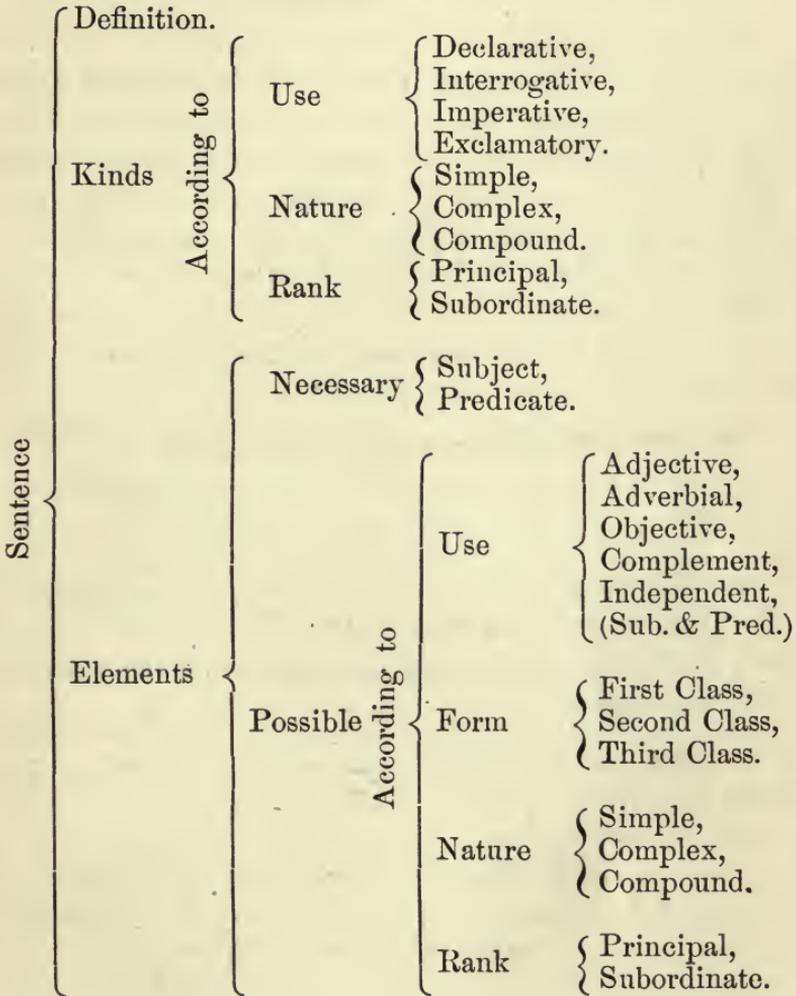 Sentence
Definition.
Kinds
According to
Use
Declarative,
Interrogative,
Imperative,
Exclamatory.
Nature
Simple,
Complex,
Compound.
Rank
Principal,
Subordinate.
Elements
Necessary
Subject,
Predicate.
Possible
According to
Use
Adjective,
Adverbial,
Objective,
Complement,
Independent,
(Sub. & Pred.)
Form
First Class,
Second Class,
Third Class.
Nature
Simple,
Complex,
Compound.
Rank
Principal,
Subordinate.